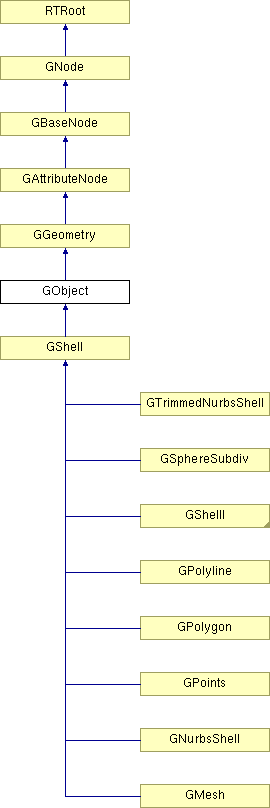 RTRoot
GNode
GBaseNode
GAttributeNode
GGeometry
GObject
GShell
GTrimmedNurbsShell
GSphereSubdiv
GShellI
GPolyline
GPolygon
GPoints
GNurbsShell
GMesh